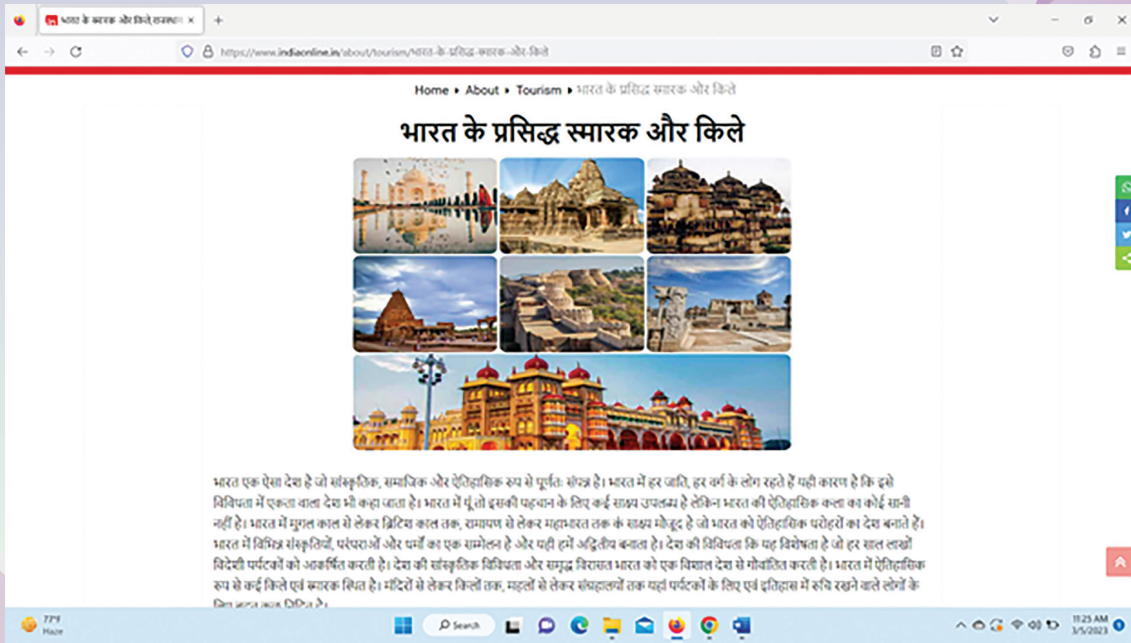 भारत के स्मारक और किले,राजस्थान
https://www.indiaonline.in/about/tourism/भारत-के-प्रसिद्ध-स्मारक-और-किले
Home ▸ About ▸ Tourism ▸ भारत के प्रसिद्ध स्मारक और किले
भारत के प्रसिद्ध स्मारक और किले
भारत एक ऐसा देश है जो सांस्कृतिक, समाजिक और ऐतिहासिक रूप से पूर्णतः संपन्न है। भारत में हर जाति, हर वर्ग के लोग रहते हैं यही कारण है कि इसे
विविधता में एकता वाला देश भी कहा जाता है। भारत में यूं तो इसकी पहचान के लिए कई साक्ष्य उपलब्ध है लेकिन भारत की ऐतिहासिक कला का कोई सानी
नहीं है। भारत में मुगल काल से लेकर ब्रिटिश काल तक, रामायण से लेकर महाभारत तक के साक्ष्य मौजूद है जो भारत को ऐतिहासिक धरोहरों का देश बनाते हैं।
भारत में विभिन्न संस्कृतियों, परंपराओं और धर्मों का एक सम्मेलन है और यही हमें अद्वितीय बनाता है। देश की विविधता कि यह विशेषता है जो हर साल लाखों
विदेशी पर्यटकों को आकर्षित करती है। देश की सांस्कृतिक विविधता और समृद्ध विरासत भारत को एक विशाल देश से गौवांतित करती है। भारत में ऐतिहासिक
रूप से कई किले एवं स्मारक स्थित है। मंदिरों से लेकर किलों तक, महलों से लेकर संग्रहालयों तक यहां पर्यटकों के लिए एवं इतिहास में रुचि रखने वाले लोगों के
लिए बहुत कुछ निहित है।
77°F
Haze
Search
11:25 AM
3/5/2023